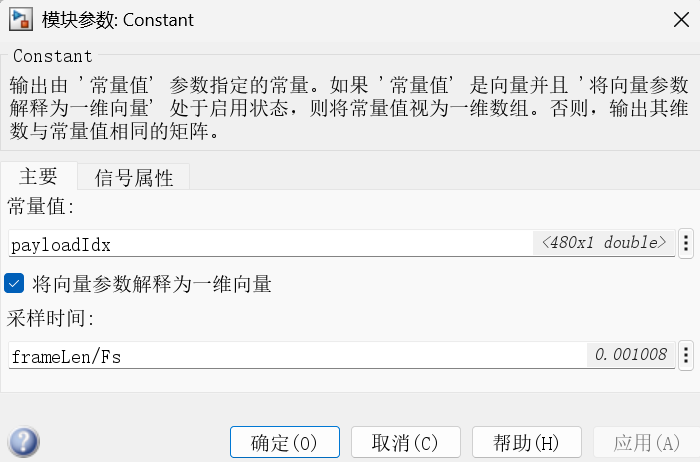 模块参数: Constant
Constant
输出由 '常量值' 参数指定的常量。如果 '常量值' 是向量并且 '将向量参数
解释为一维向量' 处于启用状态，则将常量值视为一维数组。否则，输出其维
数与常量值相同的矩阵。
主要 信号属性
常量值:
payloadIdx <480x1 double>
将向量参数解释为一维向量
采样时间:
frameLen/Fs 0.001008
? 确定(O) 取消(C) 帮助(H) 应用(A)